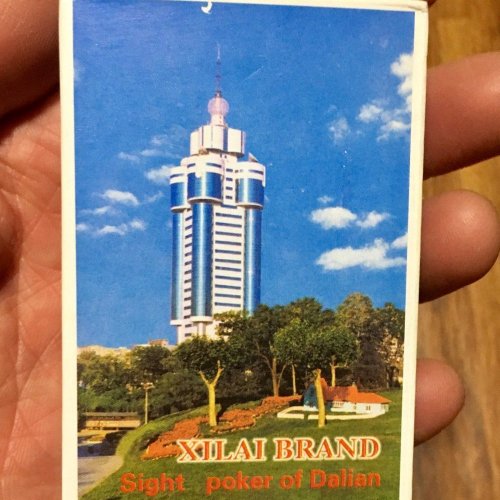 XILAI BRAND
Sight poker of Dalian